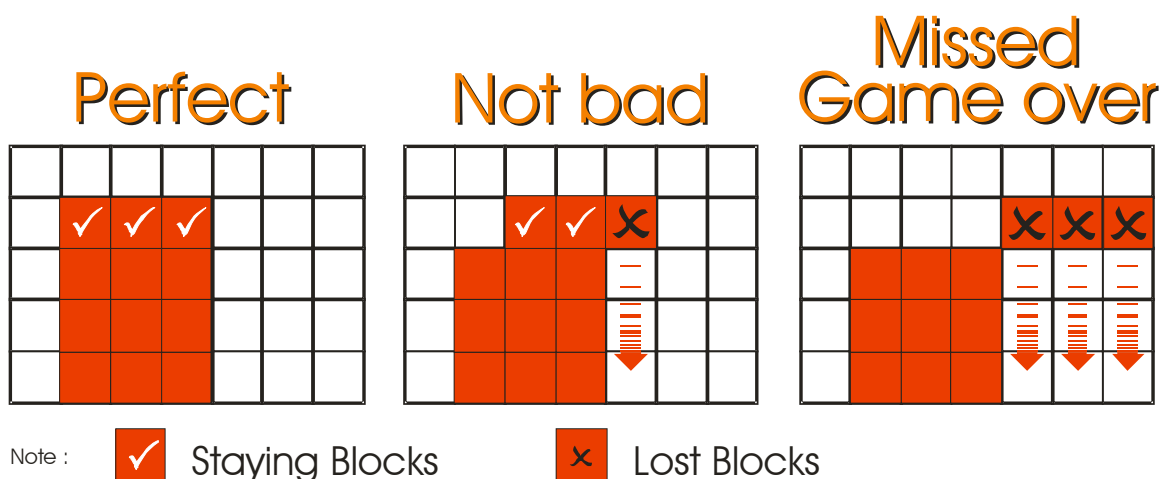 Perfect
Not bad
Missed
Game over
Note :
Staying Blocks
Lost Blocks